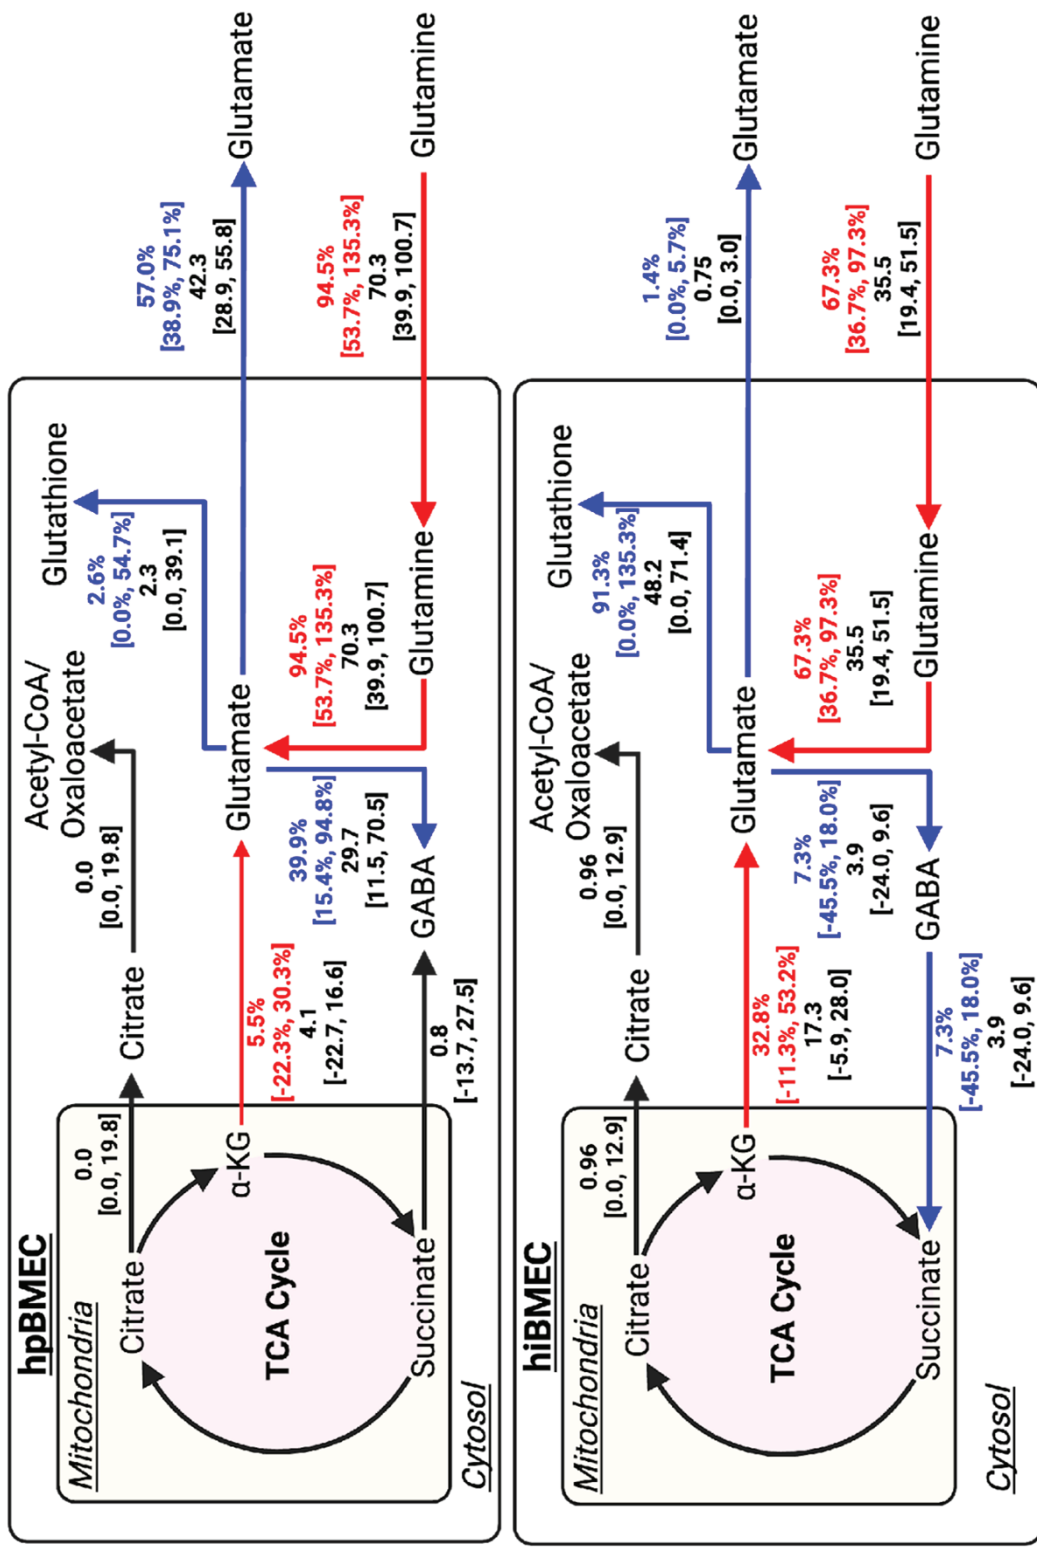 hpBMEC
Mitochondria
Citrate
TCA Cycle
α-KG
Succinate
Cytosol
0.0
[0.0, 19.8]
Citrate
0.0
[0.0, 19.8]
Acetyl-CoA/
Oxaloacetate
5.5%
[-22.3%, 30.3%]
4.1
[-22.7, 16.6]
Glutamate
2.6%
[0.0%, 54.7%]
2.3
[0.0, 39.1]
Glutathione
57.0%
[38.9%, 75.1%]
42.3
[28.9, 55.8]
Glutamate
0.8
[-13.7, 27.5]
GABA
39.9%
[15.4%, 94.8%]
29.7
[11.5, 70.5]
94.5%
[53.7%, 135.3%]
70.3
[39.9, 100.7]
Glutamine
94.5%
[53.7%, 135.3%]
70.3
[39.9, 100.7]
Glutamine
hiBMEC
Mitochondria
Citrate
TCA Cycle
α-KG
Succinate
Cytosol
0.96
[0.0, 12.9]
Citrate
0.96
[0.0, 12.9]
Acetyl-CoA/
Oxaloacetate
32.8%
[-11.3%, 53.2%]
17.3
[-5.9, 28.0]
Glutamate
91.3%
[0.0%, 135.3%]
48.2
[0.0, 71.4]
Glutathione
1.4%
[0.0%, 5.7%]
0.75
[0.0, 3.0]
Glutamate
7.3%
[-45.5%, 18.0%]
3.9
[-24.0, 9.6]
GABA
7.3%
[-45.5%, 18.0%]
3.9
[-24.0, 9.6]
67.3%
[36.7%, 97.3%]
35.5
[19.4, 51.5]
Glutamine
67.3%
[36.7%, 97.3%]
35.5
[19.4, 51.5]
Glutamine